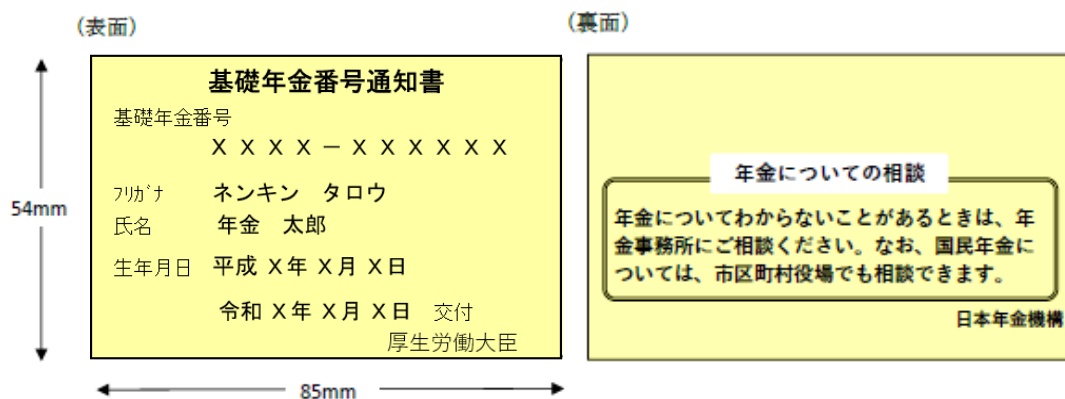 (表面)
基礎年金番号通知書
基礎年金番号
X X X X － X X X X X X
ﾌﾘｶﾞﾅ ネンキン タロウ
氏名 年金 太郎
生年月日 平成 X年 X月 X日
令和 X年 X月 X日 交付
厚生労働大臣
54mm
85mm
(裏面)
年金についての相談
年金についてわからないことがあるときは、年
金事務所にご相談ください。なお、国民年金に
ついては、市区町村役場でも相談できます。
日本年金機構